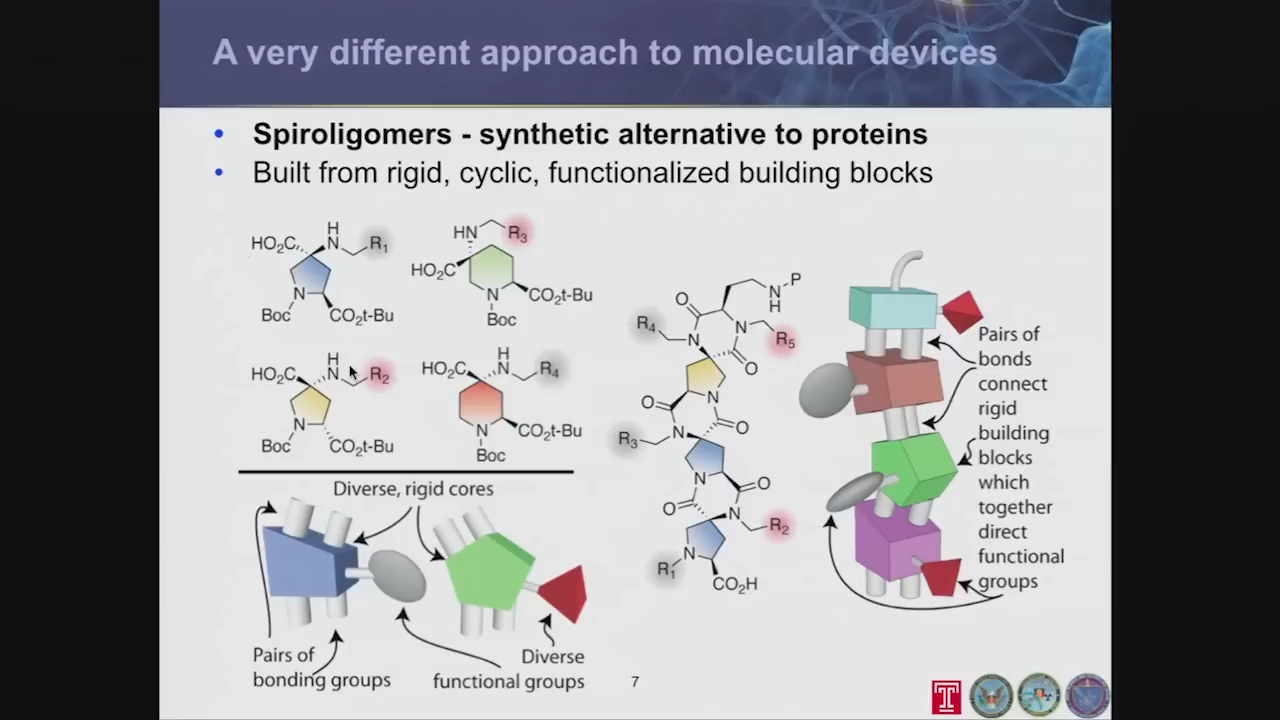 A very different approach to molecular devices
• Spiroligomers - synthetic alternative to proteins
• Built from rigid, cyclic, functionalized building blocks
HO₂C
H
N
R₁
N
Boc
CO₂t-Bu
HN
R₃
HO₂C
N
Boc
CO₂t-Bu
HO₂C
H
N
R₂
N
Boc
CO₂t-Bu
HO₂C
H
N
R₄
N
Boc
CO₂t-Bu
Diverse, rigid cores
Pairs of
bonding groups
Diverse
functional groups
O
N
H
P
R₄
N
N
R₅
O
O
N
R₃
N
O
N
O
O
N
R₂
R₁
N
CO₂H
Pairs of
bonds
connect
rigid
building
blocks
which
together
direct
functional
groups
7